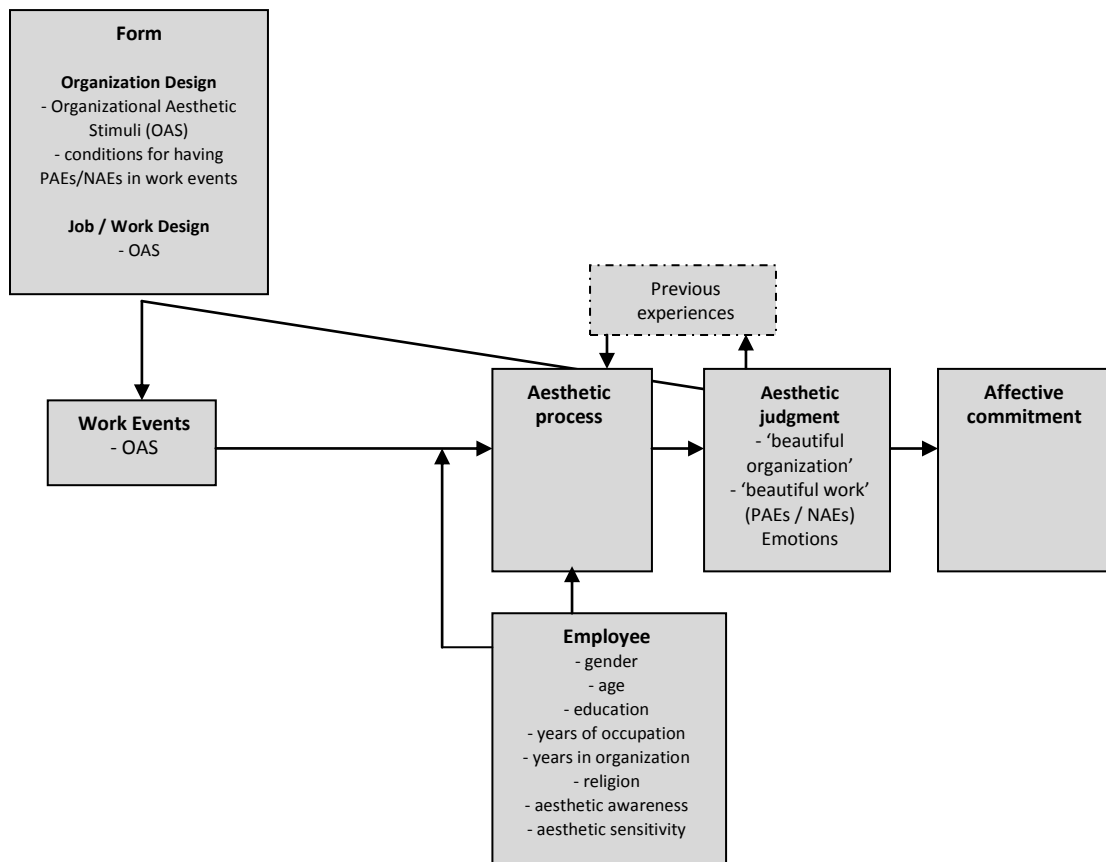 Form
Organization Design
- Organizational Aesthetic
Stimuli (OAS)
- conditions for having
PAEs/NAEs in work events
Job / Work Design
- OAS
Previous
experiences
Work Events
- OAS
Aesthetic
process
Aesthetic
judgment
- ‘beautiful
organization’
- ‘beautiful work’
(PAEs / NAEs)
Emotions
Affective
commitment
Employee
- gender
- age
- education
- years of occupation
- years in organization
- religion
- aesthetic awareness
- aesthetic sensitivity